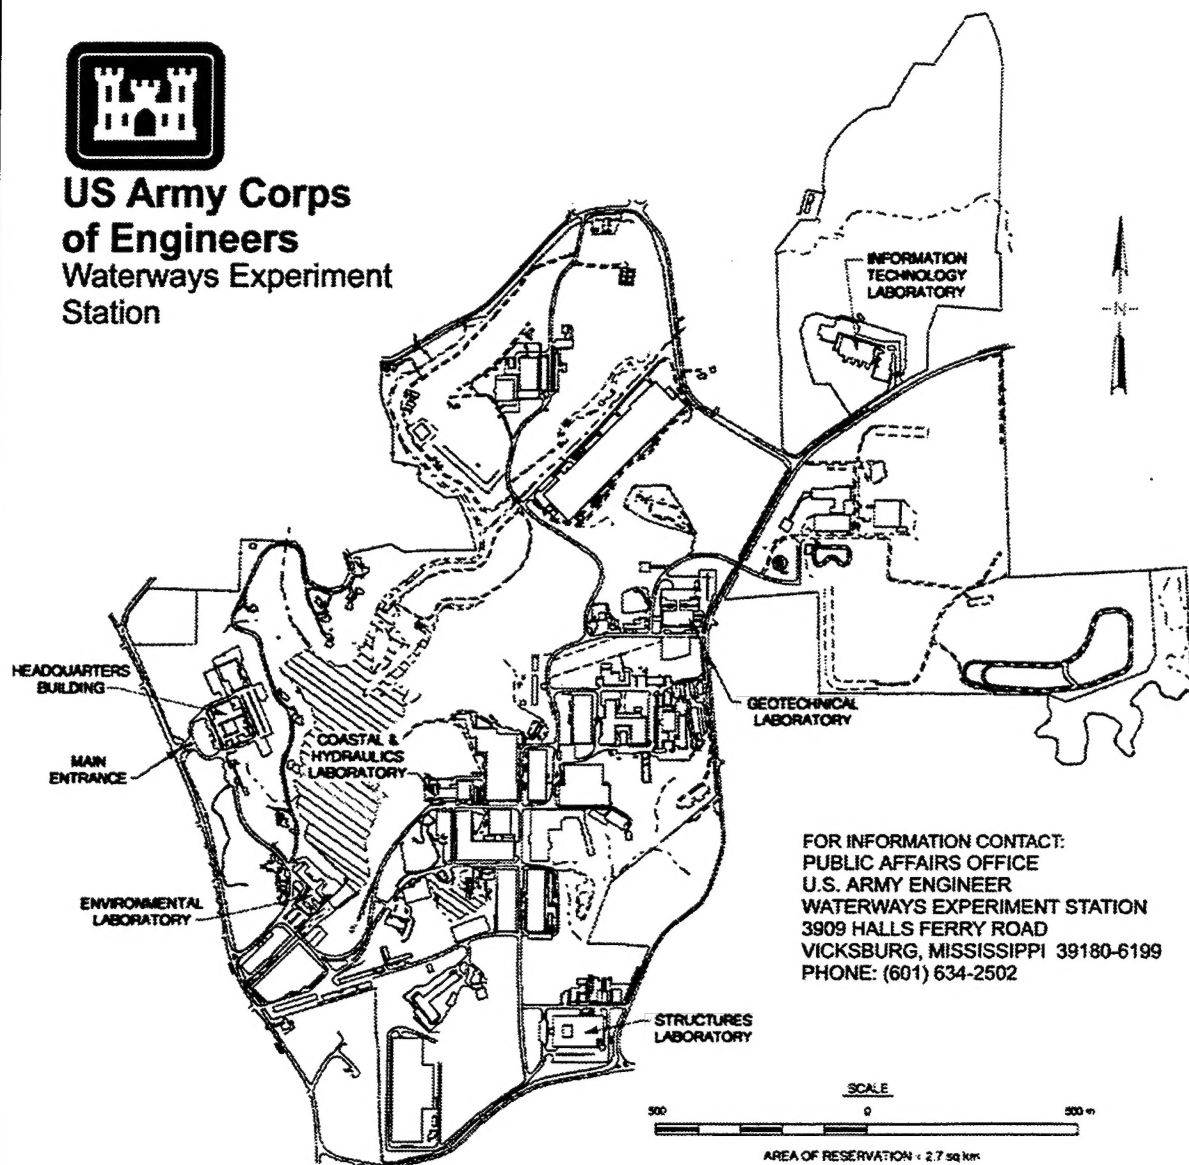 US Army Corps
of Engineers
Waterways Experiment
Station
INFORMATION
TECHNOLOGY
LABORATORY
N
HEADQUARTERS
BUILDING
MAIN
ENTRANCE
COASTAL &
HYDRAULICS
LABORATORY
GEOTECHNICAL
LABORATORY
ENVIRONMENTAL
LABORATORY
FOR INFORMATION CONTACT:
PUBLIC AFFAIRS OFFICE
U.S. ARMY ENGINEER
WATERWAYS EXPERIMENT STATION
3909 HALLS FERRY ROAD
VICKSBURG, MISSISSIPPI 39180-6199
PHONE: (601) 634-2502
STRUCTURES
LABORATORY
SCALE
500 0 500 m
AREA OF RESERVATION = 2.7 sq km